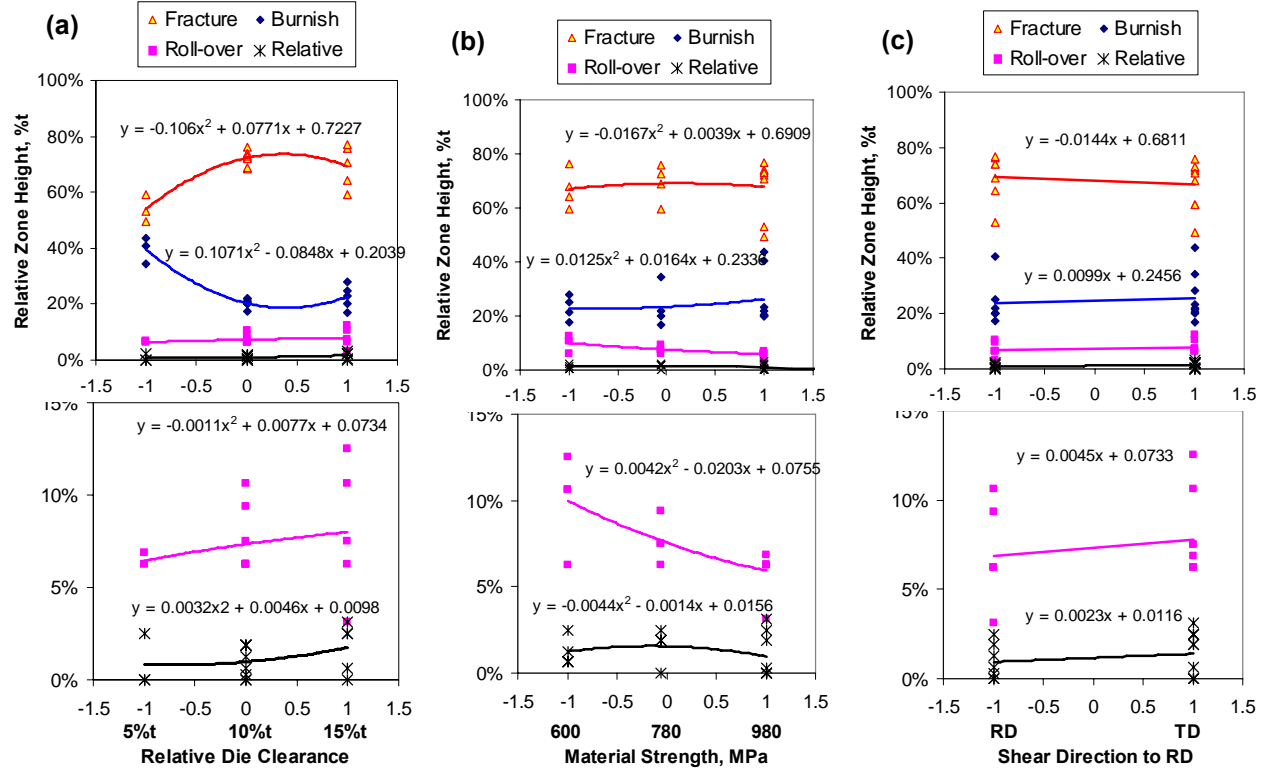 (a)
Fracture Burnish
Roll-over Relative
100%
80%
60%
40%
20%
0%
Relative Zone Height, %t
y = -0.106x² + 0.0771x + 0.7227
y = 0.1071x² - 0.0848x + 0.2039
-1.5 -1 -0.5 0 0.5 1 1.5
15%
10%
5%
0%
y = -0.0011x² + 0.0077x + 0.0734
y = 0.0032x2 + 0.0046x + 0.0098
-1.5 -1 -0.5 0 0.5 1 1.5
5%t 10%t 15%t
Relative Die Clearance
(b)
Fracture Burnish
Roll-over Relative
100%
80%
60%
40%
20%
0%
Relative Zone Height, %t
y = -0.0167x² + 0.0039x + 0.6909
y = 0.0125x² + 0.0164x + 0.2336
-1.5 -1 -0.5 0 0.5 1 1.5
15%
10%
5%
0%
y = 0.0042x² - 0.0203x + 0.0755
y = -0.0044x² - 0.0014x + 0.0156
-1.5 -1 -0.5 0 0.5 1 1.5
600 780 980
Material Strength, MPa
(c)
Fracture Burnish
Roll-over Relative
100%
80%
60%
40%
20%
0%
Relative Zone Height, %t
y = -0.0144x + 0.6811
y = 0.0099x + 0.2456
-1.5 -1 -0.5 0 0.5 1 1.5
15%
10%
5%
0%
y = 0.0045x + 0.0733
y = 0.0023x + 0.0116
-1.5 -1 -0.5 0 0.5 1 1.5
RD TD
Shear Direction to RD